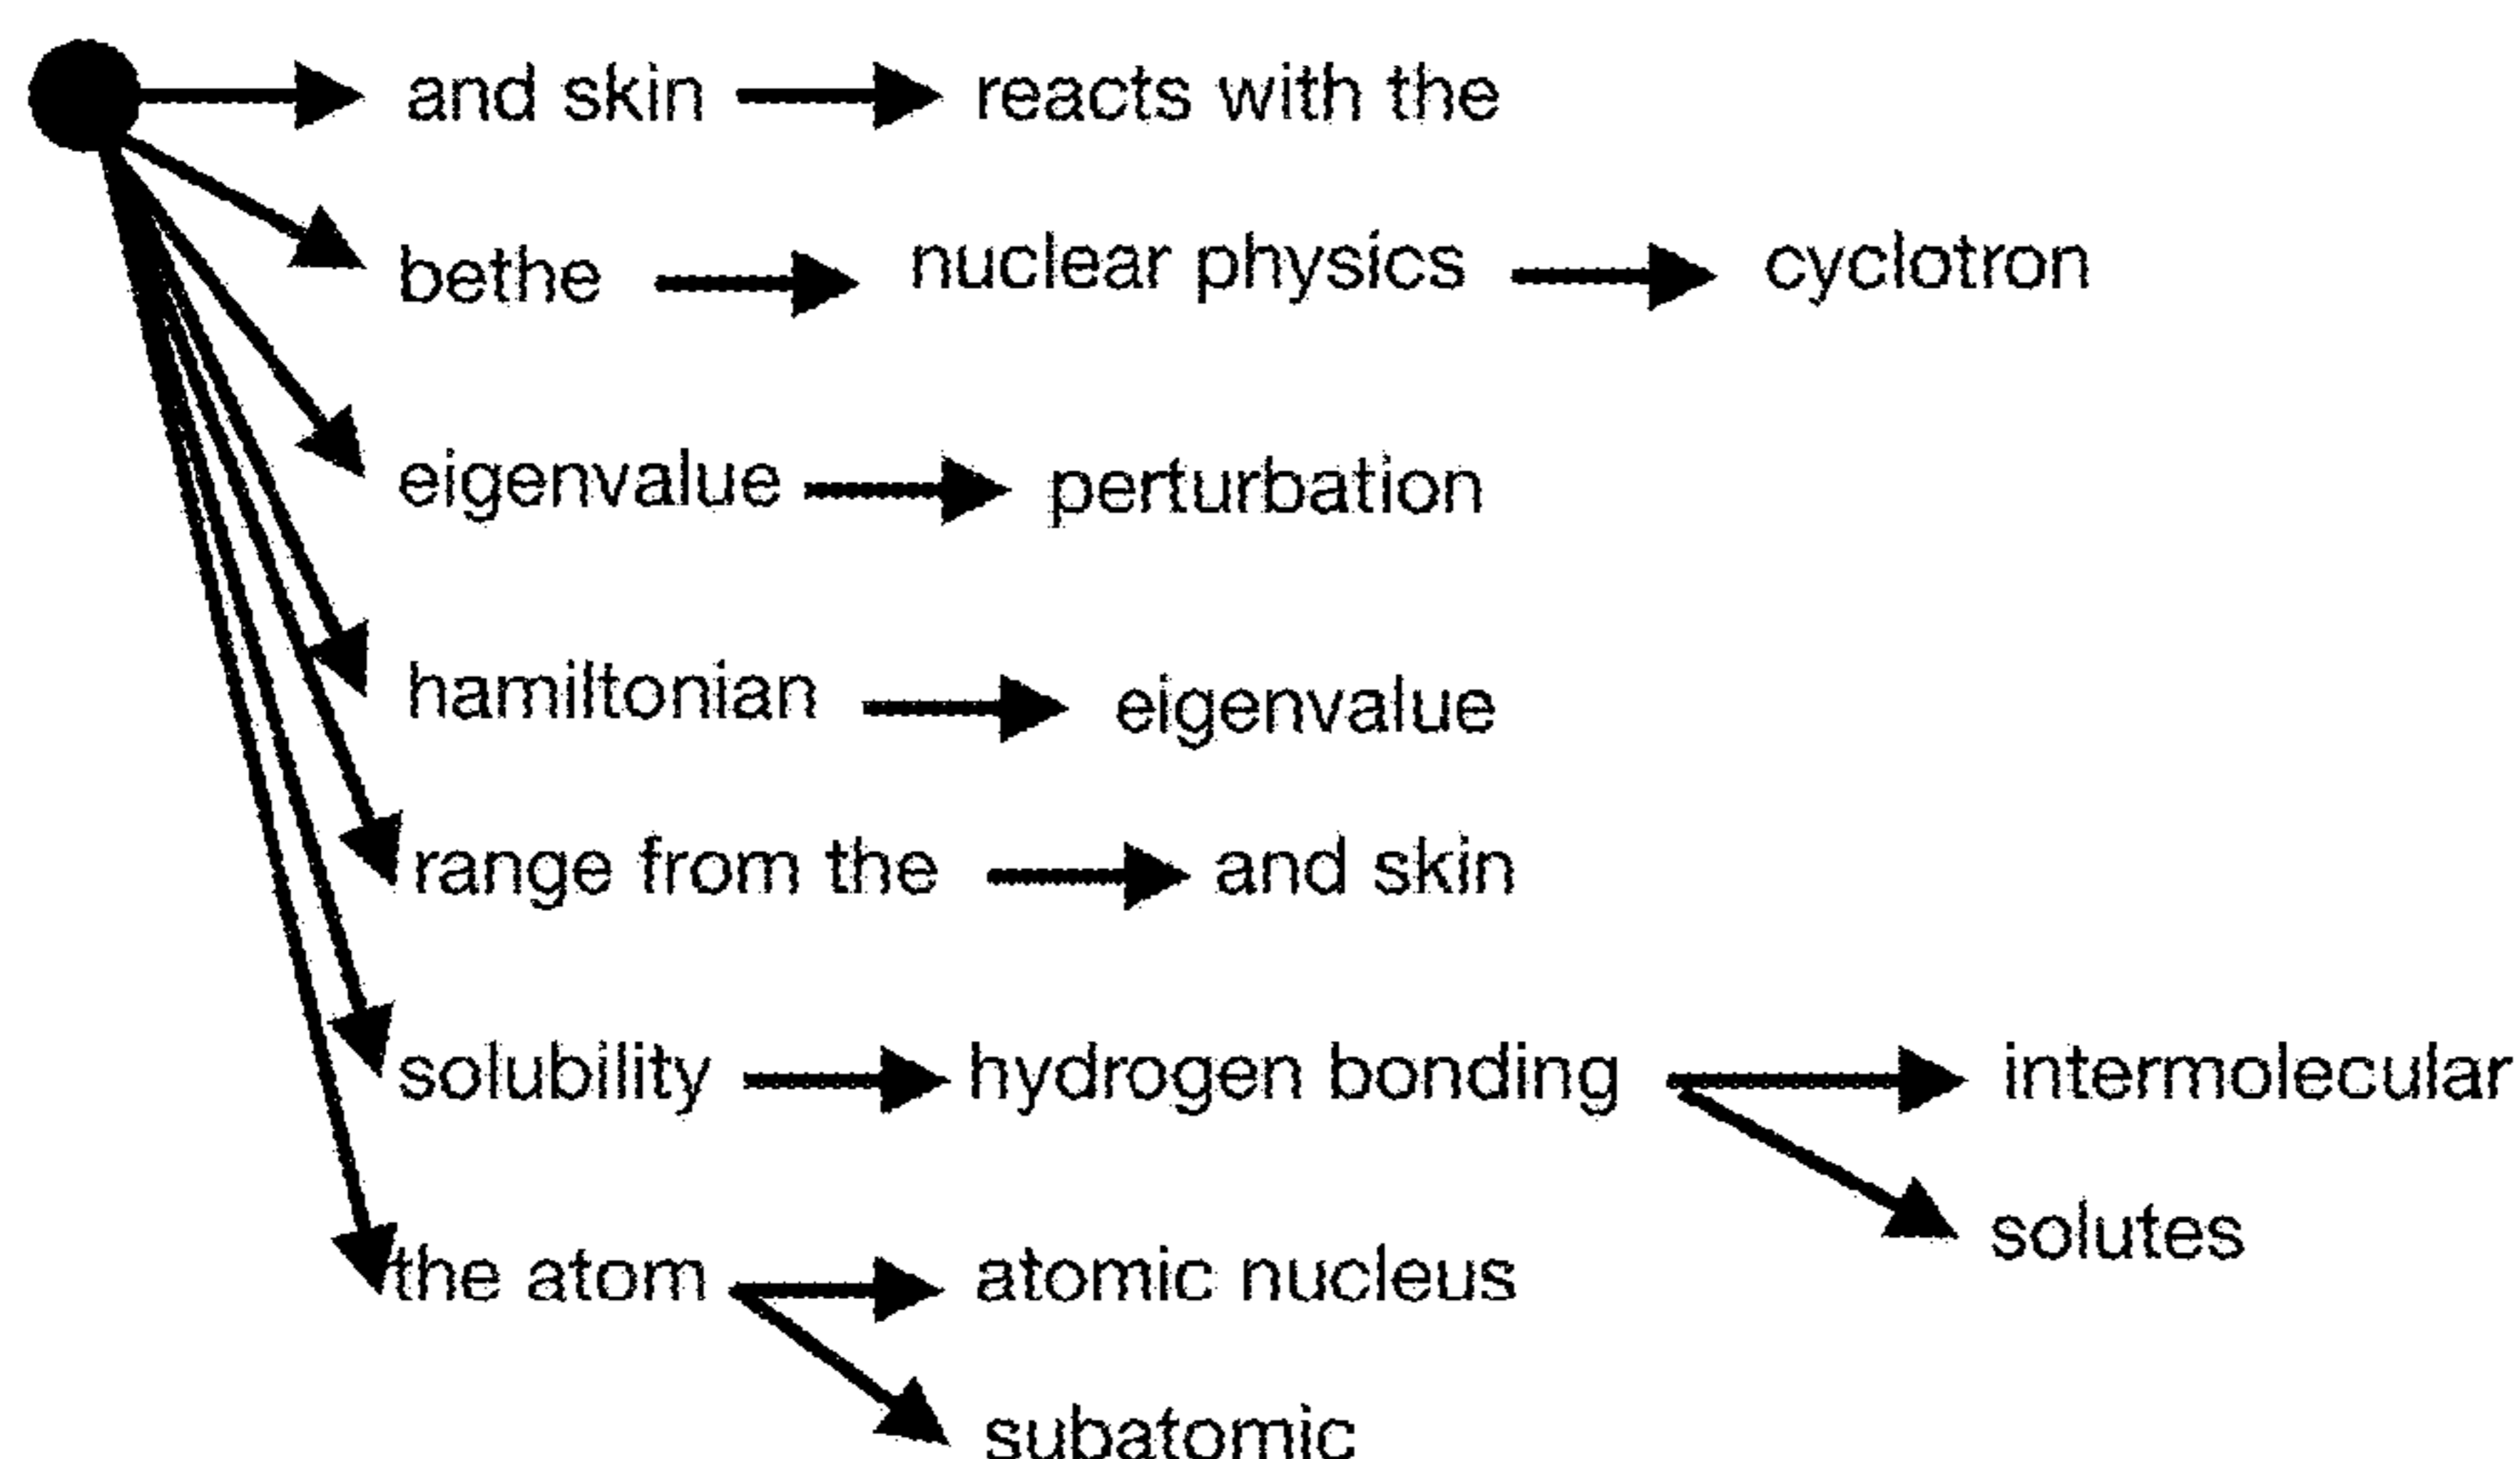 and skin reacts with the
bethe nuclear physics cyclotron
eigenvalue perturbation
hamiltonian eigenvalue
range from the and skin
solubility hydrogen bonding intermolecular
solutes
the atom atomic nucleus
subatomic